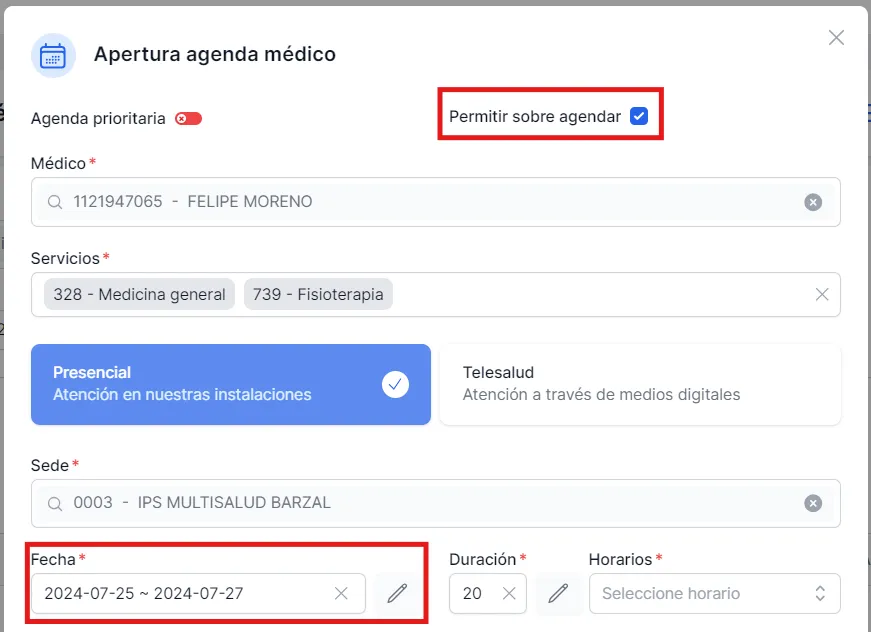 Apertura agenda médico
Agenda prioritaria
Permitir sobre agendar
Médico*
1121947065 - FELIPE MORENO
Servicios*
328 - Medicina general
739 - Fisioterapia
Presencial
Atención en nuestras instalaciones
Telesalud
Atención a través de medios digitales
Sede*
0003 - IPS MULTISALUD BARZAL
Fecha*
2024-07-25 ~ 2024-07-27
Duración*
20
Horarios*
Seleccione horario